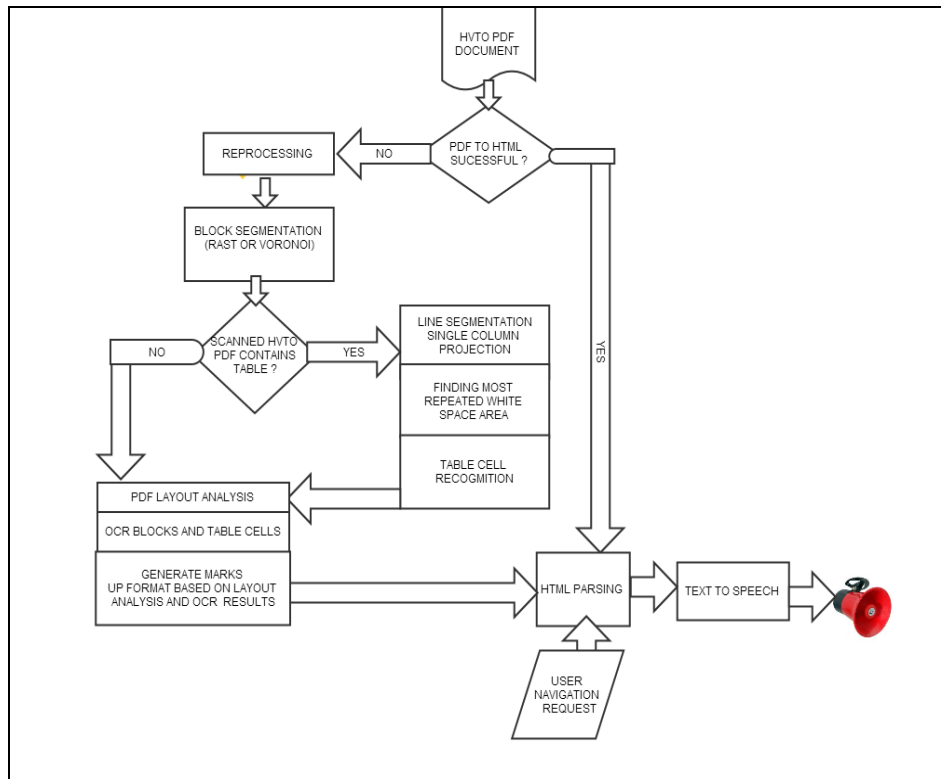 HVTO PDF
DOCUMENT
PDF TO HTML
SUCESSFUL ?
NO
REPROCESSING
YES
BLOCK SEGMENTATION
(RAST OR VORONOI)
SCANNED HVTO
PDF CONTAINS
TABLE ?
NO
YES
LINE SEGMENTATION
SINGLE COLUMN
PROJECTION
FINDING MOST
REPEATED WHITE
SPACE AREA
TABLE CELL
RECOGMITION
PDF LAYOUT ANALYSIS
OCR BLOCKS AND TABLE CELLS
GENERATE MARKS
UP FORMAT BASED ON LAYOUT
ANALYSIS AND OCR RESULTS
HTML PARSING
TEXT TO SPEECH
USER
NAVIGATION
REQUEST